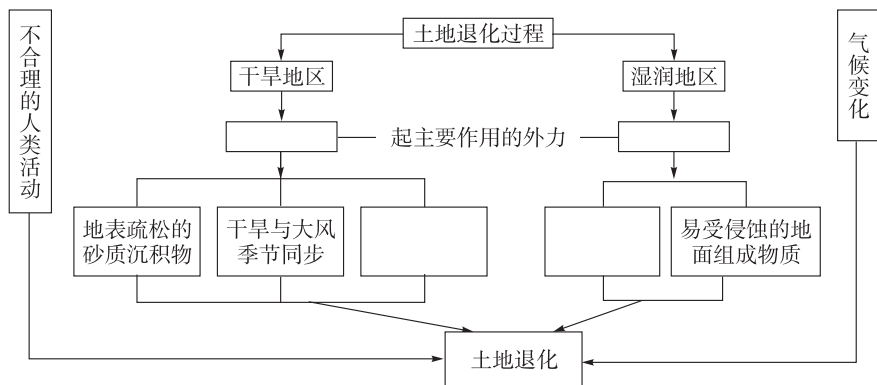 土地退化过程
不合理的人类活动
气候变化
干旱地区
湿润地区
起主要作用的外力
地表疏松的
砂质沉积物
干旱与大风
季节同步
易受侵蚀的地
面组成物质
土地退化